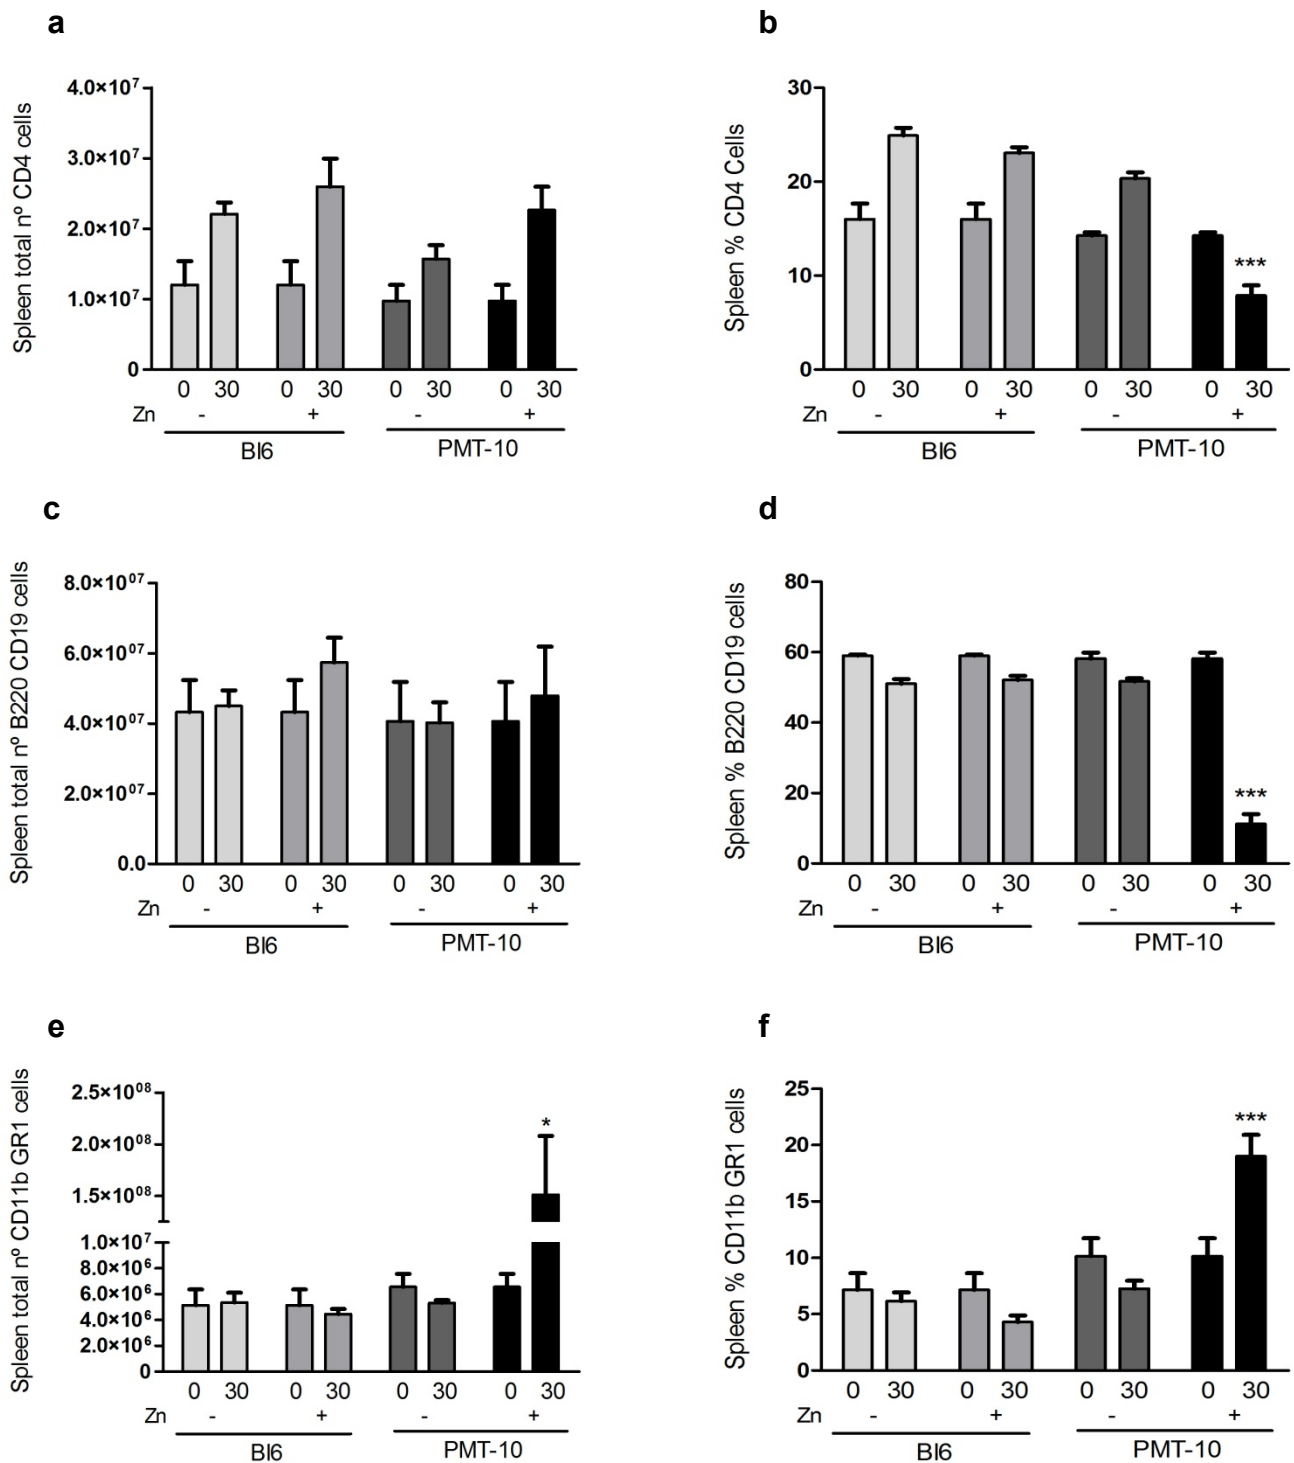 a
Spleen total nº CD4 cells
4.0×10⁷
3.0×10⁷
2.0×10⁷
1.0×10⁷
0
0 30 0 30 0 30 0 30
Zn - + - +
Bl6 PMT-10
b
Spleen % CD4 Cells
30
20
10
0
***
0 30 0 30 0 30 0 30
Zn - + - +
Bl6 PMT-10
c
Spleen total nº B220 CD19 cells
8.0×10⁰⁷
6.0×10⁰⁷
4.0×10⁰⁷
2.0×10⁰⁷
0.0
0 30 0 30 0 30 0 30
Zn - + - +
Bl6 PMT-10
d
Spleen % B220 CD19 cells
80
60
40
20
0
***
0 30 0 30 0 30 0 30
Zn - + - +
Bl6 PMT-10
e
Spleen total nº CD11b GR1 cells
2.5×10⁰⁸
2.0×10⁰⁸
1.5×10⁰⁸
1.0×10⁷
8.0×10⁶
6.0×10⁶
4.0×10⁶
2.0×10⁶
0
*
0 30 0 30 0 30 0 30
Zn - + - +
Bl6 PMT-10
f
Spleen % CD11b GR1 cells
25
20
15
10
5
0
***
0 30 0 30 0 30 0 30
Zn - + - +
Bl6 PMT-10